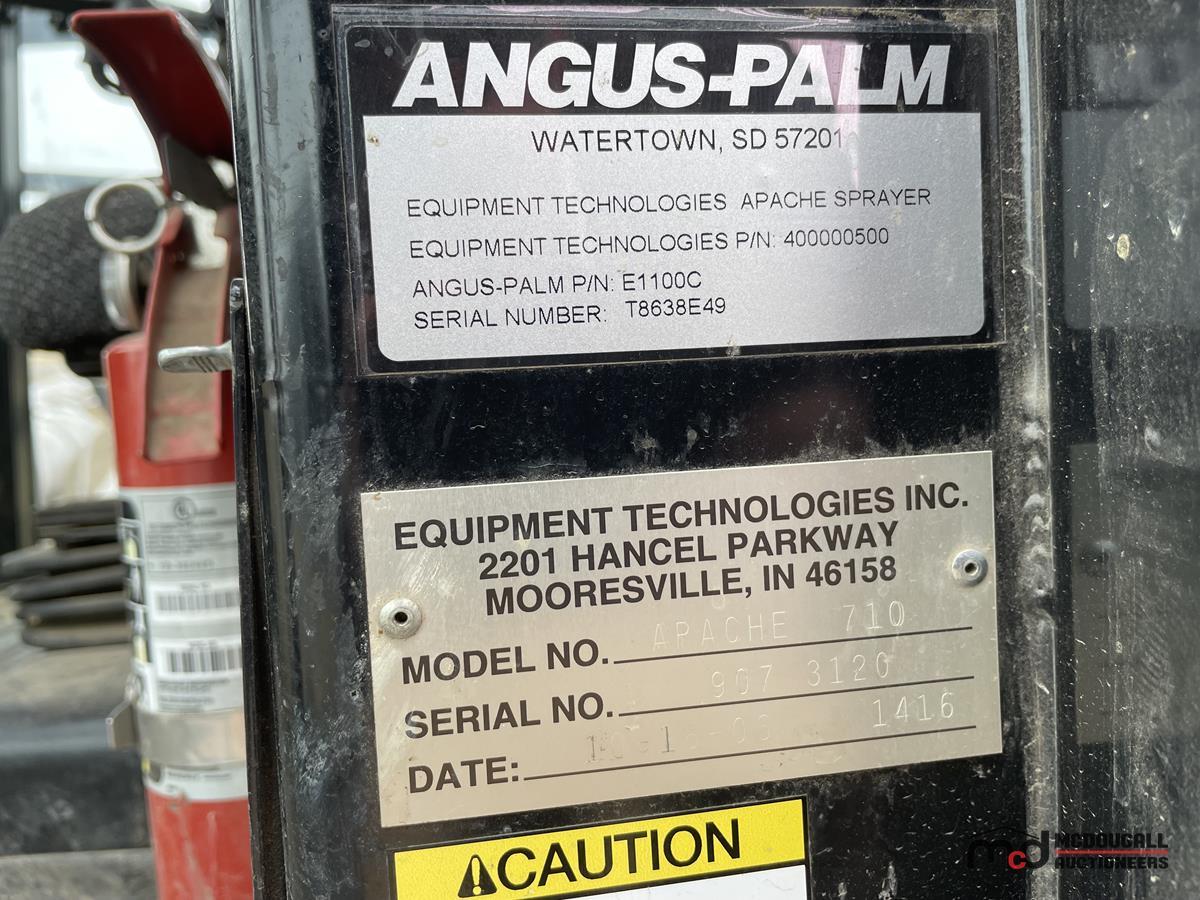 ANGUS-PALM
WATERTOWN, SD 57201
EQUIPMENT TECHNOLOGIES APACHE SPRAYER
EQUIPMENT TECHNOLOGIES P/N: 400000500
ANGUS-PALM P/N: E1100C
SERIAL NUMBER: T8638E49
EQUIPMENT TECHNOLOGIES INC.
2201 HANCEL PARKWAY
MOORESVILLE, IN 46158
MODEL NO. APACHE 710
SERIAL NO. 907 3120
DATE: 1416
CAUTION
mcd MCDOUGALL
AUCTIONEERS